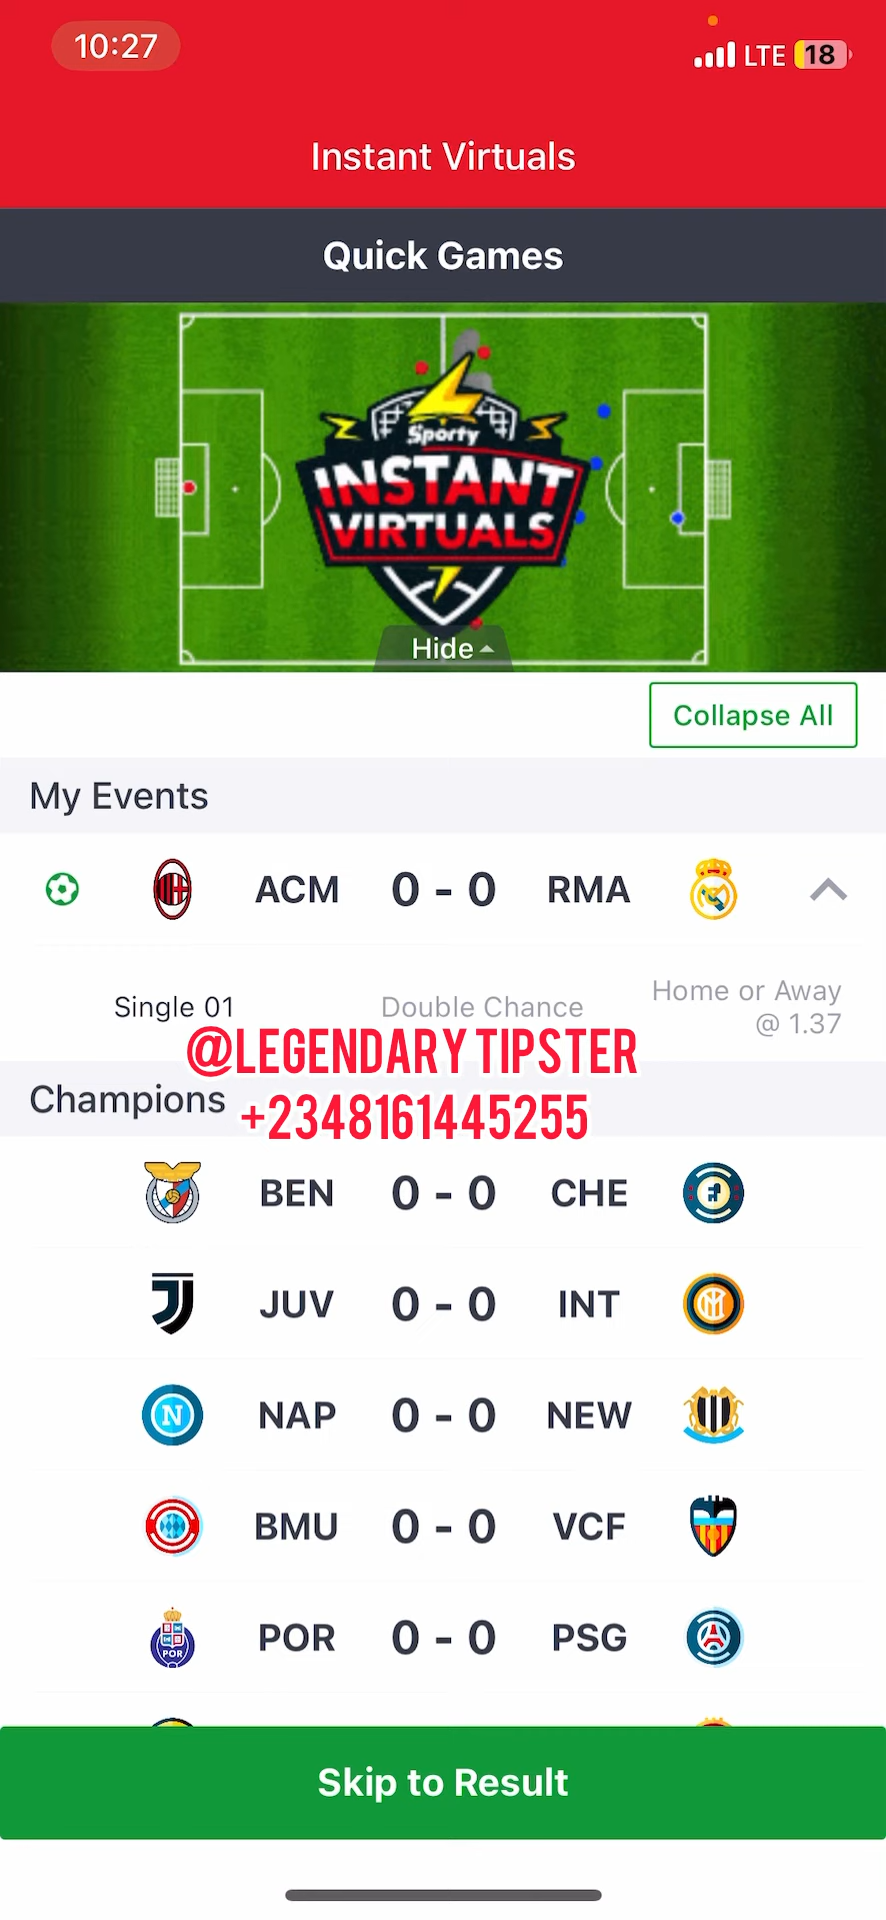 10:27
LTE 18
Instant Virtuals
Quick Games
Sporty
INSTANT
VIRTUALS
Hide
Collapse All
My Events
ACM 0 - 0 RMA
Single 01 Double Chance Home or Away
@ 1.37
@LEGENDARY TIPSTER
Champions
+2348161445255
BEN 0 - 0 CHE
JUV 0 - 0 INT
N NAP 0 - 0 NEW
BMU 0 - 0 VCF
POR POR 0 - 0 PSG
Skip to Result